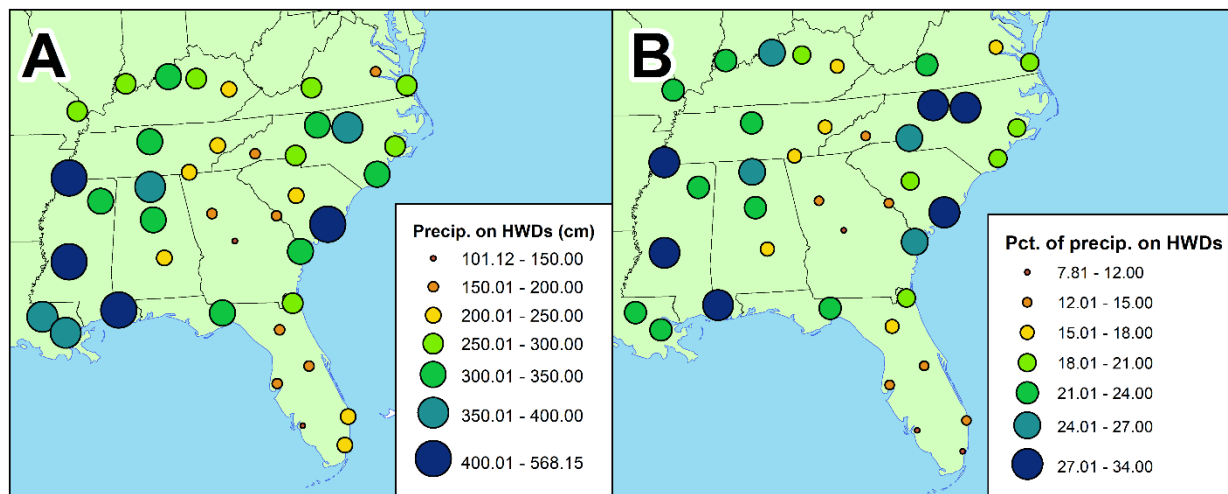 A
Precip. on HWDs (cm)
101.12 - 150.00
150.01 - 200.00
200.01 - 250.00
250.01 - 300.00
300.01 - 350.00
350.01 - 400.00
400.01 - 568.15
B
Pct. of precip. on HWDs
7.81 - 12.00
12.01 - 15.00
15.01 - 18.00
18.01 - 21.00
21.01 - 24.00
24.01 - 27.00
27.01 - 34.00